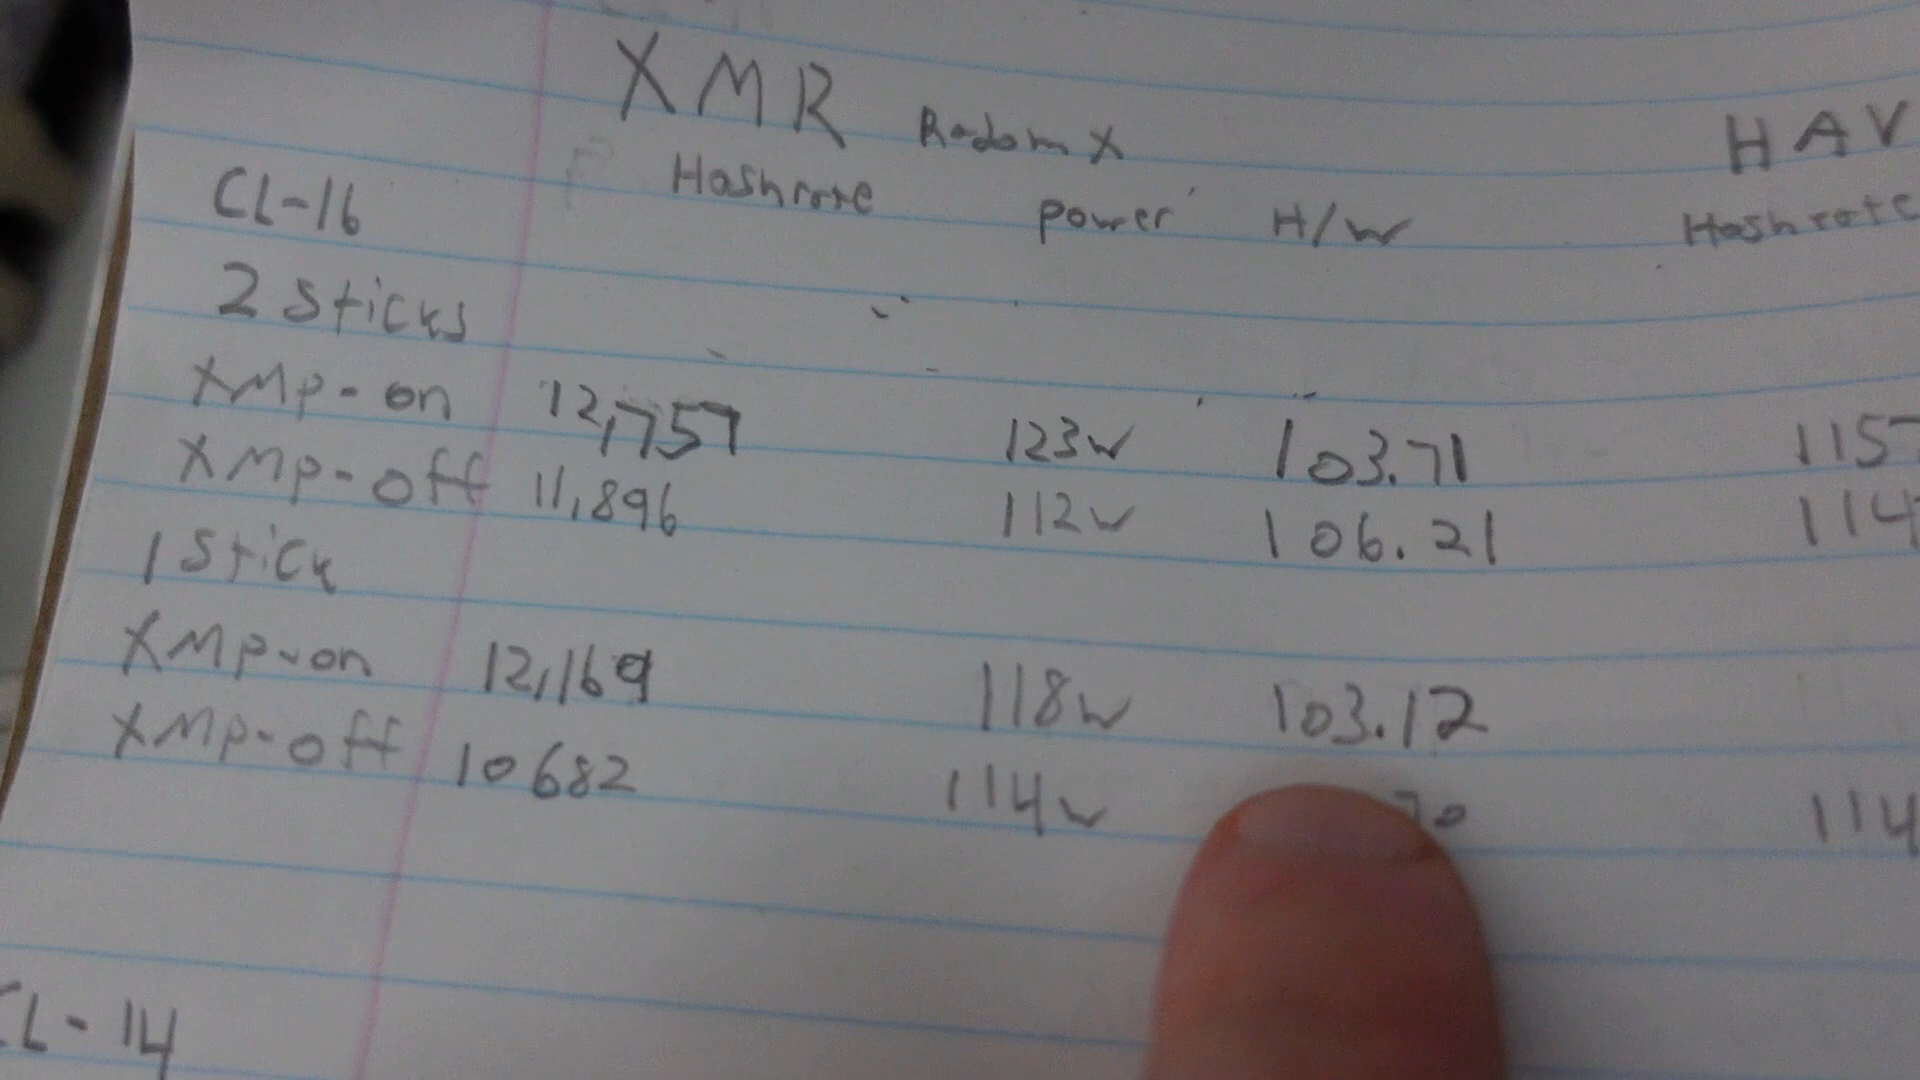 XMR RadomX HAV
Hashrate power H/w Hashrate
CL-16
2 sticks
XMP-on 12,757 123w 103.71 115
XMP-off 11,896 112w 106.21 114
1 stick
XMP-on 12,169 118w 103.12
XMP-off 10682 114w 70 114
CL-14